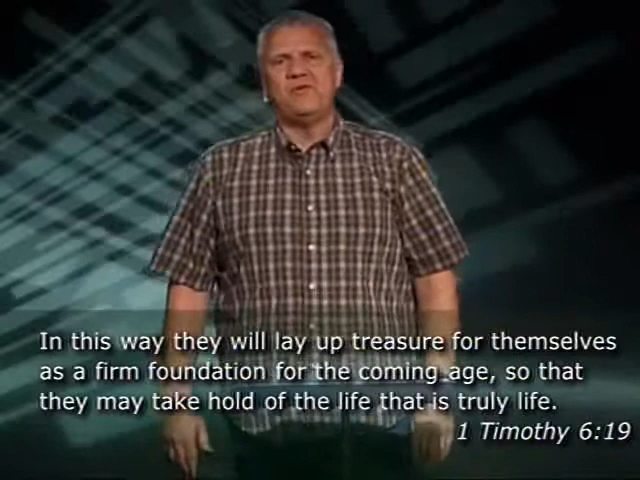 In this way they will lay up treasure for themselves
as a firm foundation for the coming age, so that
they may take hold of the life that is truly life.
1 Timothy 6:19